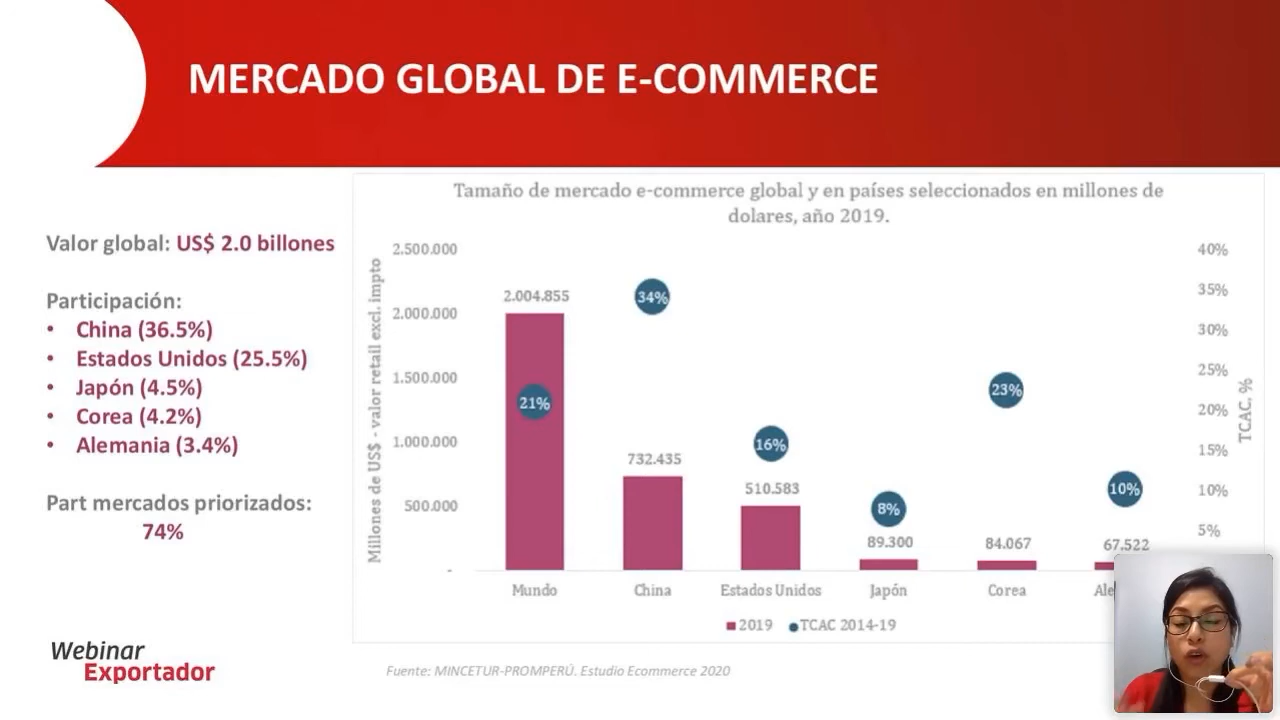 MERCADO GLOBAL DE E-COMMERCE
Valor global: US$ 2.0 billones
Participación:
• China (36.5%)
• Estados Unidos (25.5%)
• Japón (4.5%)
• Corea (4.2%)
• Alemania (3.4%)
Part mercados priorizados:
74%
Tamaño de mercado e-commerce global y en países seleccionados en millones de
dolares, año 2019.
Millones de US$ - valor retail excl. impto
2.500.000
2.000.000
1.500.000
1.000.000
500.000
-
2.004.855
732.435
510.583
89.300
84.067
67.522
21%
34%
16%
8%
23%
10%
40%
35%
30%
25%
20%
15%
10%
5%
TCAC, %
Mundo
China
Estados Unidos
Japón
Corea
Ale
2019
TCAC 2014-19
Fuente: MINCETUR-PROMPERÚ. Estudio Ecommerce 2020
Webinar
Exportador